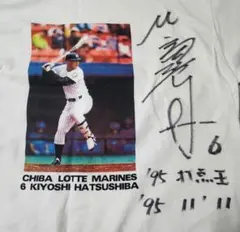 CHIBA LOTTE MARINES
6 KIYOSHI HATSUSHIBA
6
'95 打点王
'95 11' 11